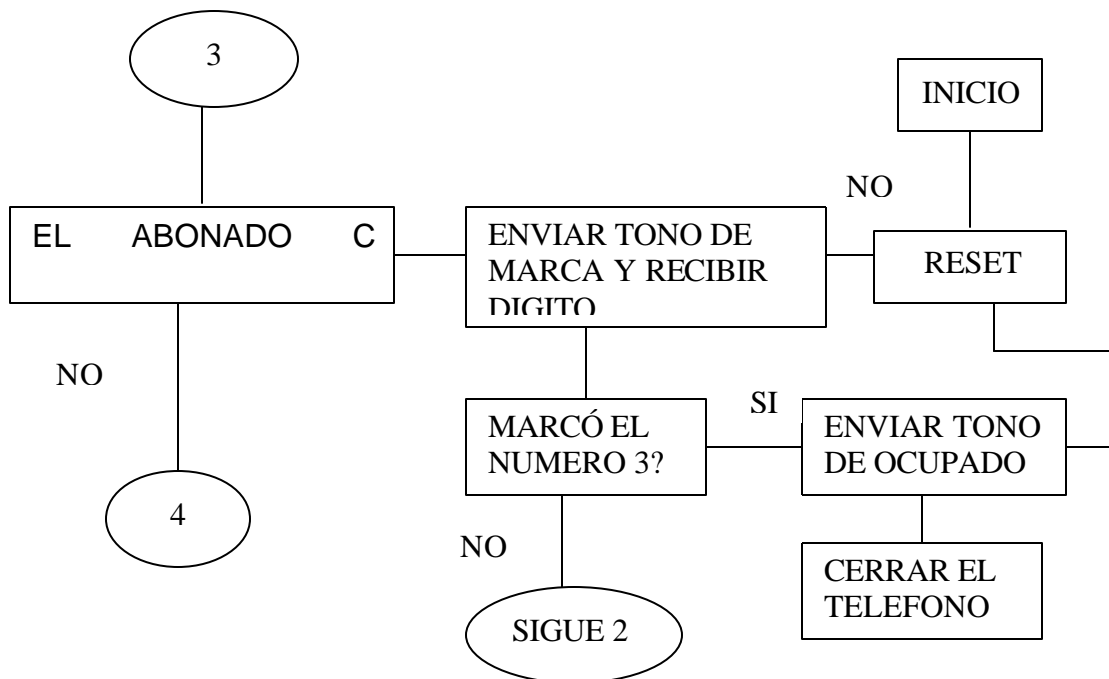 3
INICIO
NO
EL ABONADO C
ENVIAR TONO DE
MARCA Y RECIBIR
DIGITO
RESET
NO
MARCÓ EL
NUMERO 3?
SI
ENVIAR TONO
DE OCUPADO
4
NO
CERRAR EL
TELEFONO
SIGUE 2